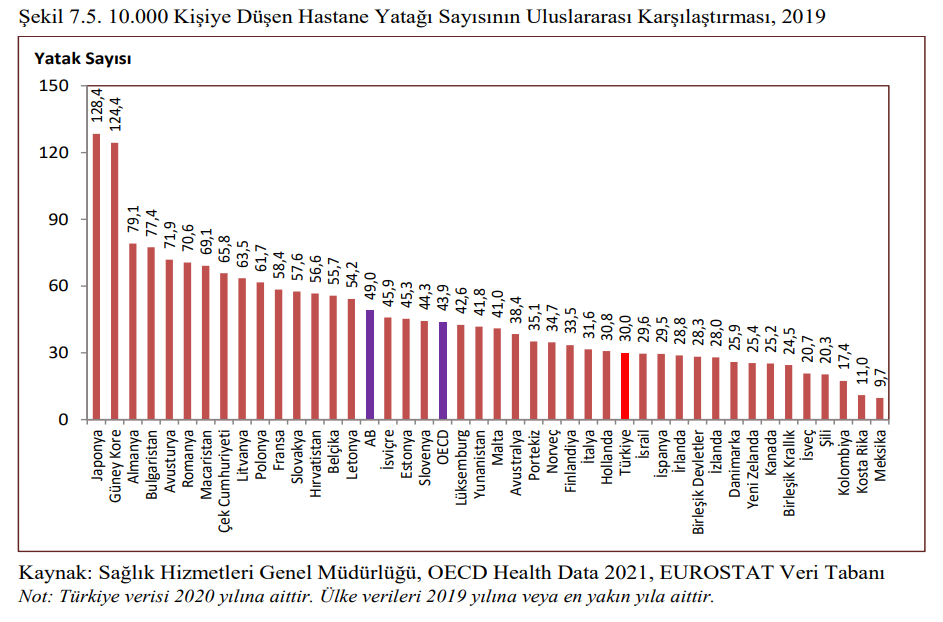 Şekil 7.5. 10.000 Kişiye Düşen Hastane Yatağı Sayısının Uluslararası Karşılaştırması, 2019
Yatak Sayısı
150
120
90
60
30
0
128,4
124,4
79,1
77,4
71,9
70,6
69,1
65,8
63,5
61,7
58,4
57,6
56,6
55,7
54,2
49,0
45,9
45,3
44,3
43,9
42,6
41,8
41,0
38,4
35,1
34,7
33,5
31,6
30,8
30,0
29,6
29,5
28,8
28,3
28,0
25,9
25,4
25,2
24,5
20,7
20,3
17,4
11,0
9,7
Japonya
Güney Kore
Almanya
Bulgaristan
Avusturya
Romanya
Macaristan
Çek Cumhuriyeti
Litvanya
Polonya
Fransa
Slovakya
Hırvatistan
Belçika
Letonya
AB
İsviçre
Estonya
Slovenya
OECD
Lüksemburg
Yunanistan
Malta
Avustralya
Portekiz
Norveç
Finlandiya
İtalya
Hollanda
Türkiye
İsrail
İspanya
İrlanda
Birleşik Devletler
İzlanda
Danimarka
Yeni Zelanda
Kanada
Birleşik Krallık
İsveç
Şili
Kolombiya
Kosta Rika
Meksika
Kaynak: Sağlık Hizmetleri Genel Müdürlüğü, OECD Health Data 2021, EUROSTAT Veri Tabanı
Not: Türkiye verisi 2020 yılına aittir. Ülke verileri 2019 yılına veya en yakın yıla aittir.